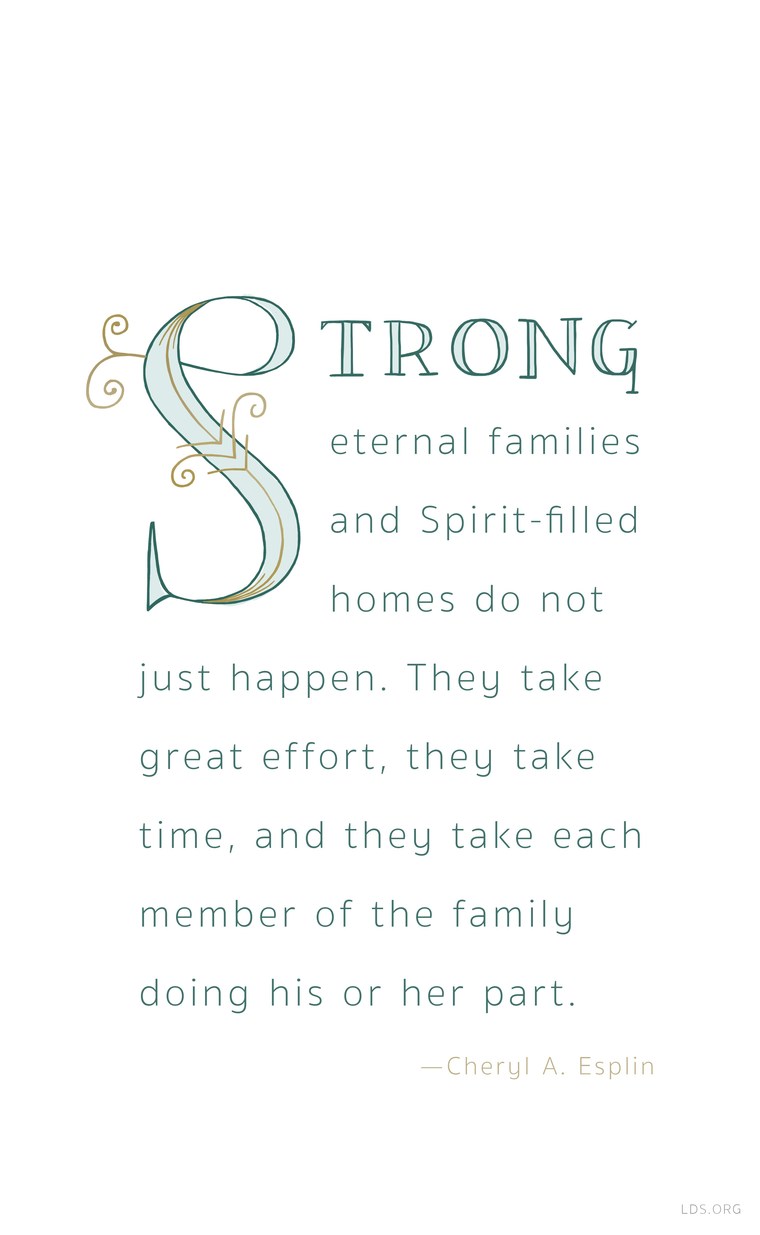 STRONG
eternal families
and Spirit-filled
homes do not
just happen. They take
great effort, they take
time, and they take each
member of the family
doing his or her part.
—Cheryl A. Esplin
LDS.ORG